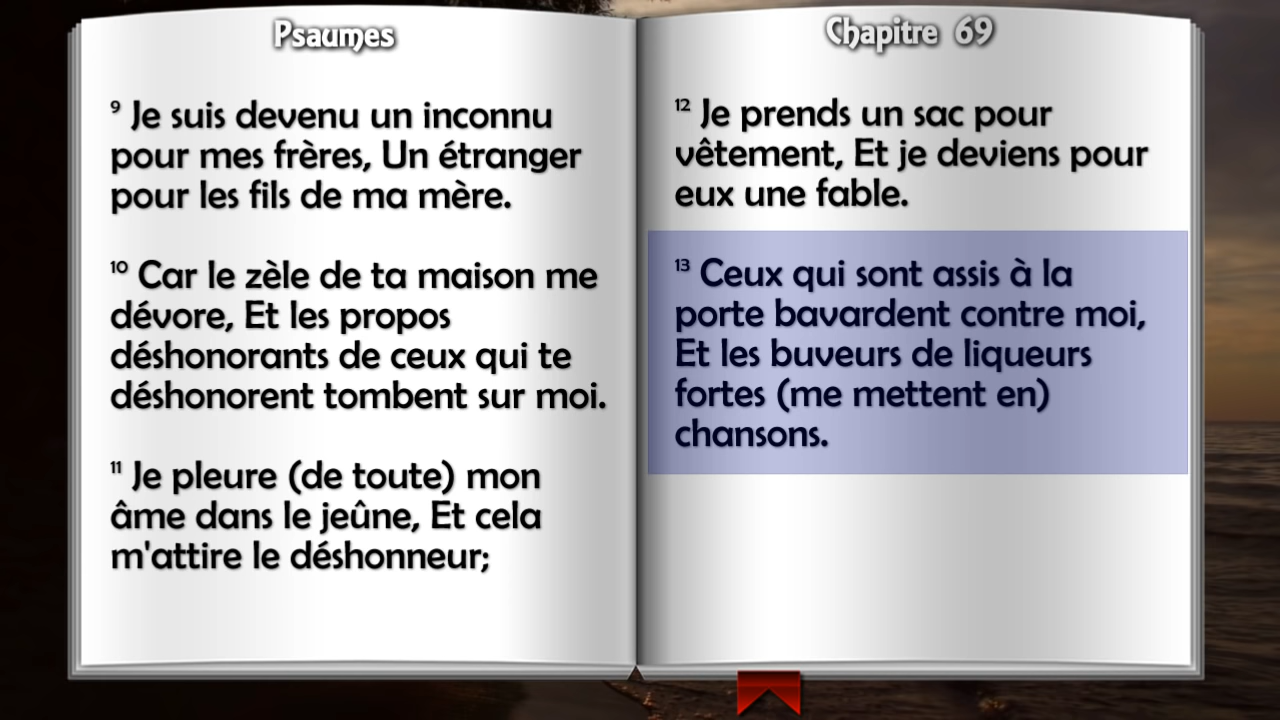 Psaumes
⁹ Je suis devenu un inconnu
pour mes frères, Un étranger
pour les fils de ma mère.
¹⁰ Car le zèle de ta maison me
dévore, Et les propos
déshonorants de ceux qui te
déshonorent tombent sur moi.
¹¹ Je pleure (de toute) mon
âme dans le jeûne, Et cela
m'attire le déshonneur;
Chapitre 69
¹² Je prends un sac pour
vêtement, Et je deviens pour
eux une fable.
¹³ Ceux qui sont assis à la
porte bavardent contre moi,
Et les buveurs de liqueurs
fortes (me mettent en)
chansons.